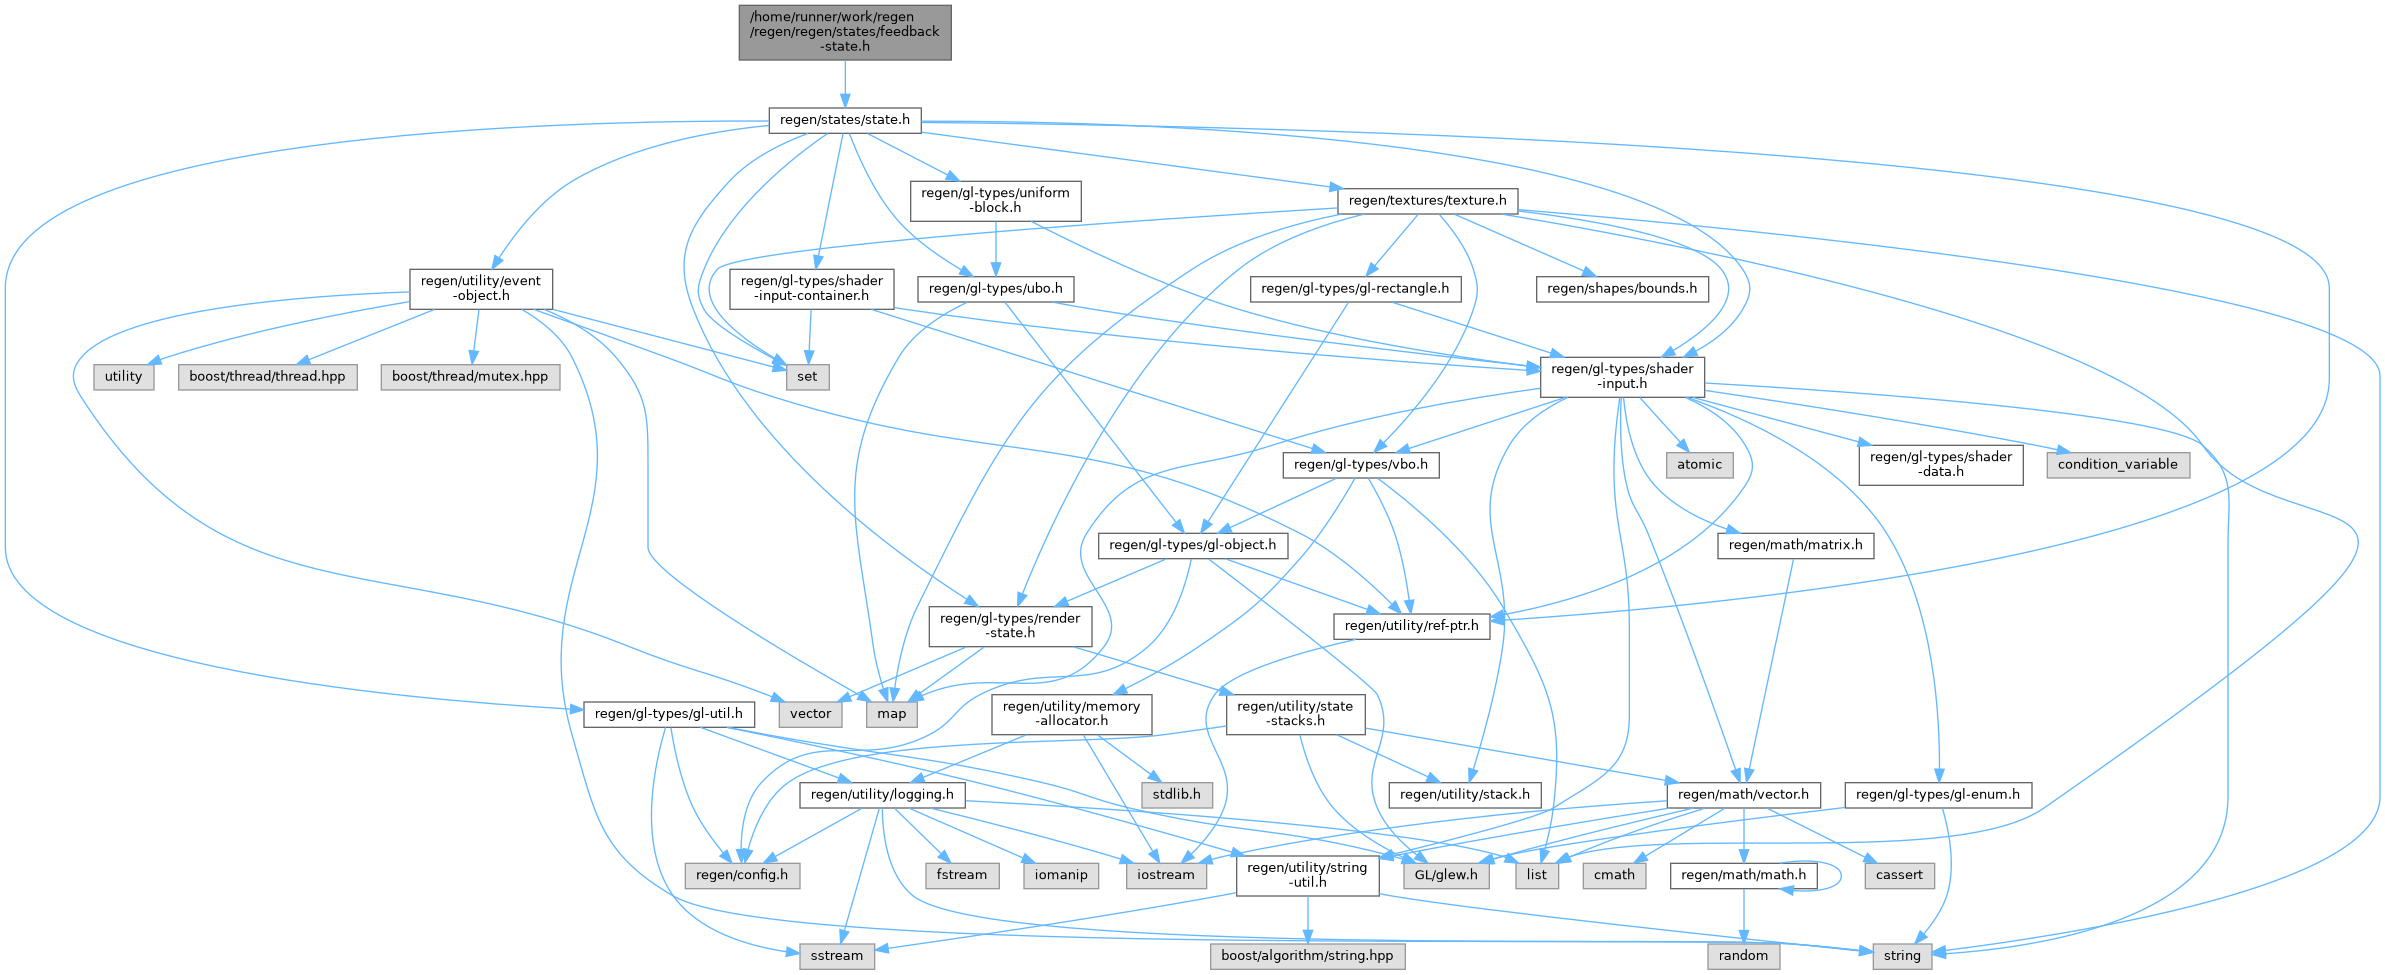 /home/runner/work/regen
/regen/regen/states/feedback
-state.h
regen/states/state.h
regen/gl-types/uniform
-block.h
regen/textures/texture.h
regen/utility/event
-object.h
regen/gl-types/shader
-input-container.h
regen/gl-types/ubo.h
regen/gl-types/gl-rectangle.h
regen/shapes/bounds.h
utility
boost/thread/thread.hpp
boost/thread/mutex.hpp
set
regen/gl-types/shader
-input.h
regen/gl-types/vbo.h
atomic
regen/gl-types/shader
-data.h
condition_variable
regen/gl-types/gl-object.h
regen/math/matrix.h
regen/gl-types/render
-state.h
regen/utility/ref-ptr.h
regen/gl-types/gl-util.h
vector
map
regen/utility/memory
-allocator.h
regen/utility/state
-stacks.h
regen/utility/logging.h
stdlib.h
regen/utility/stack.h
regen/math/vector.h
regen/gl-types/gl-enum.h
regen/config.h
fstream
iomanip
iostream
regen/utility/string
-util.h
GL/glew.h
list
cmath
regen/math/math.h
cassert
sstream
boost/algorithm/string.hpp
random
string